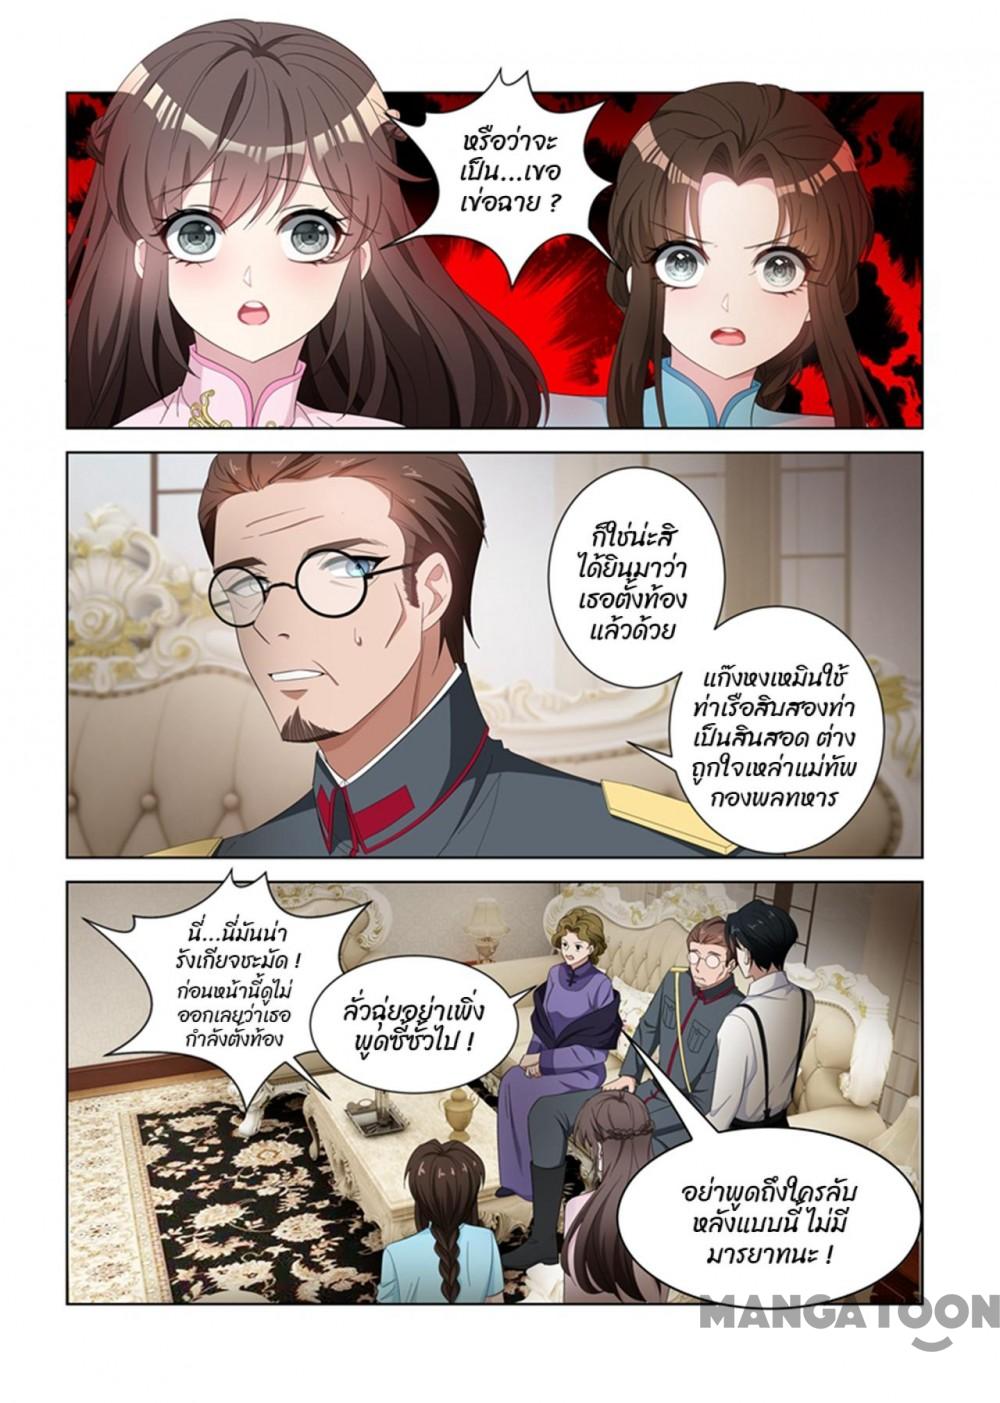 หรือว่าจะ
เป็น...เขอ
เข่อฉาย ?
ก็ใช่น่ะสิ
ได้ยินมาว่า
เธอตั้งท้อง
แล้วด้วย
แก๊งหงเหมินใช้
ท่าเรือสิบสองท่า
เป็นสินสอด ต่าง
ถูกใจเหล่าแม่ทัพ
กองพลทหาร
นี่...นี่มันน่า
รังเกียจชะมัด !
ก่อนหน้านี้ดูไม่
ออกเลยว่าเธอ
กำลังตั้งท้อง
ลั่วฉุ่ยอย่าเพิ่ง
พูดซี้ซั้วไป !
อย่าพูดถึงใครลับ
หลังแบบนี้ ไม่มี
มารยาทนะ !
MANGATOON